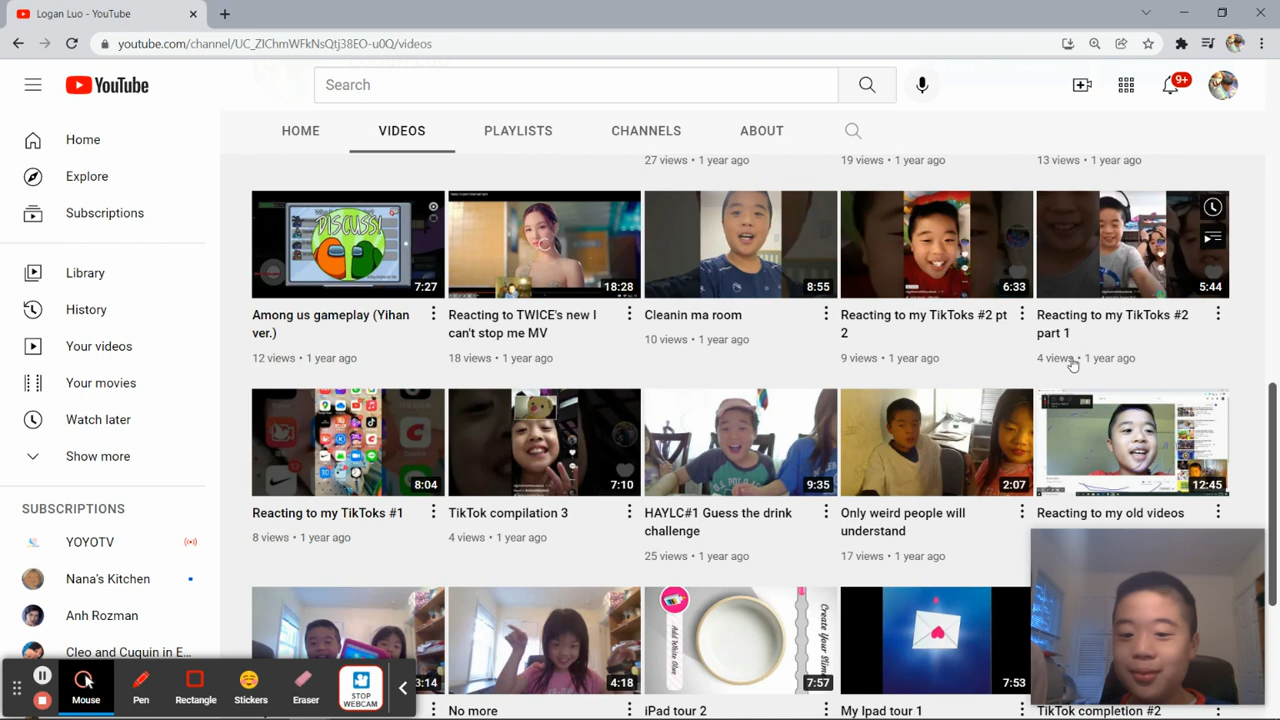 Logan Luo - YouTube
youtube.com/channel/UC_ZIChmWFkNsQtj38EO-u0Q/videos
YouTube
Search
9+
HOME VIDEOS PLAYLISTS CHANNELS ABOUT
Home
Explore
Subscriptions
Library
History
Your videos
Your movies
Watch later
Show more
SUBSCRIPTIONS
YOYOTV
Nana's Kitchen
Anh Rozman
Cleo and Cuquin in E...
27 views • 1 year ago
19 views • 1 year ago
13 views • 1 year ago
DISCUSS!
7:27
18:28
8:55
6:33
5:44
Among us gameplay (Yihan
ver.)
12 views • 1 year ago
Reacting to TWICE's new I
can't stop me MV
18 views • 1 year ago
Cleanin ma room
10 views • 1 year ago
Reacting to my TikToks #2 pt
2
9 views • 1 year ago
Reacting to my TikToks #2
part 1
4 views • 1 year ago
8:04
7:10
9:35
2:07
12:45
Reacting to my TikToks #1
8 views • 1 year ago
TikTok compilation 3
4 views • 1 year ago
HAYLC#1 Guess the drink
challenge
25 views • 1 year ago
Only weird people will
understand
17 views • 1 year ago
Reacting to my old videos
3:14
4:18
7:57
7:53
No more
iPad tour 2
My Ipad tour 1
TikTok completion #2
Mouse
Pen
Rectangle
Stickers
Eraser
STOP
WEBCAM